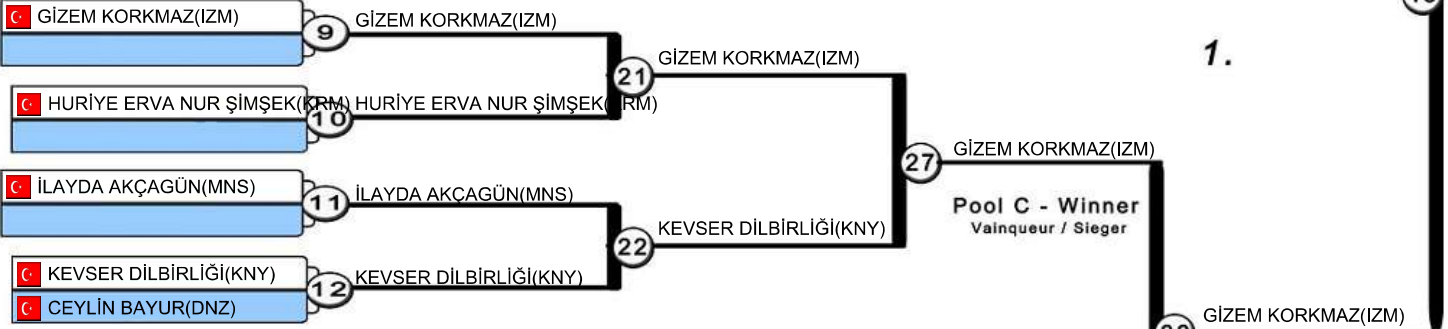 GİZEM KORKMAZ(IZM)
9
GİZEM KORKMAZ(IZM)
21
GİZEM KORKMAZ(IZM)
1.
HURİYE ERVA NUR ŞİMŞEK(KRM)
10
HURİYE ERVA NUR ŞİMŞEK(KRM)
27
GİZEM KORKMAZ(IZM)
Pool C - Winner
Vainqueur / Sieger
İLAYDA AKÇAGÜN(MNS)
11
İLAYDA AKÇAGÜN(MNS)
22
KEVSER DİLBİRLİĞİ(KNY)
KEVSER DİLBİRLİĞİ(KNY)
CEYLİN BAYUR(DNZ)
12
KEVSER DİLBİRLİĞİ(KNY)
GİZEM KORKMAZ(IZM)